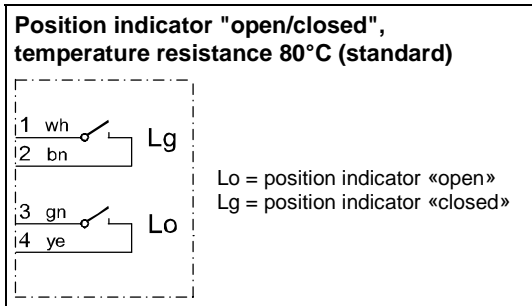 Position indicator "open/closed",
temperature resistance 80°C (standard)
1 wh
2 bn
Lg
3 gn
4 ye
Lo
Lo = position indicator «open»
Lg = position indicator «closed»